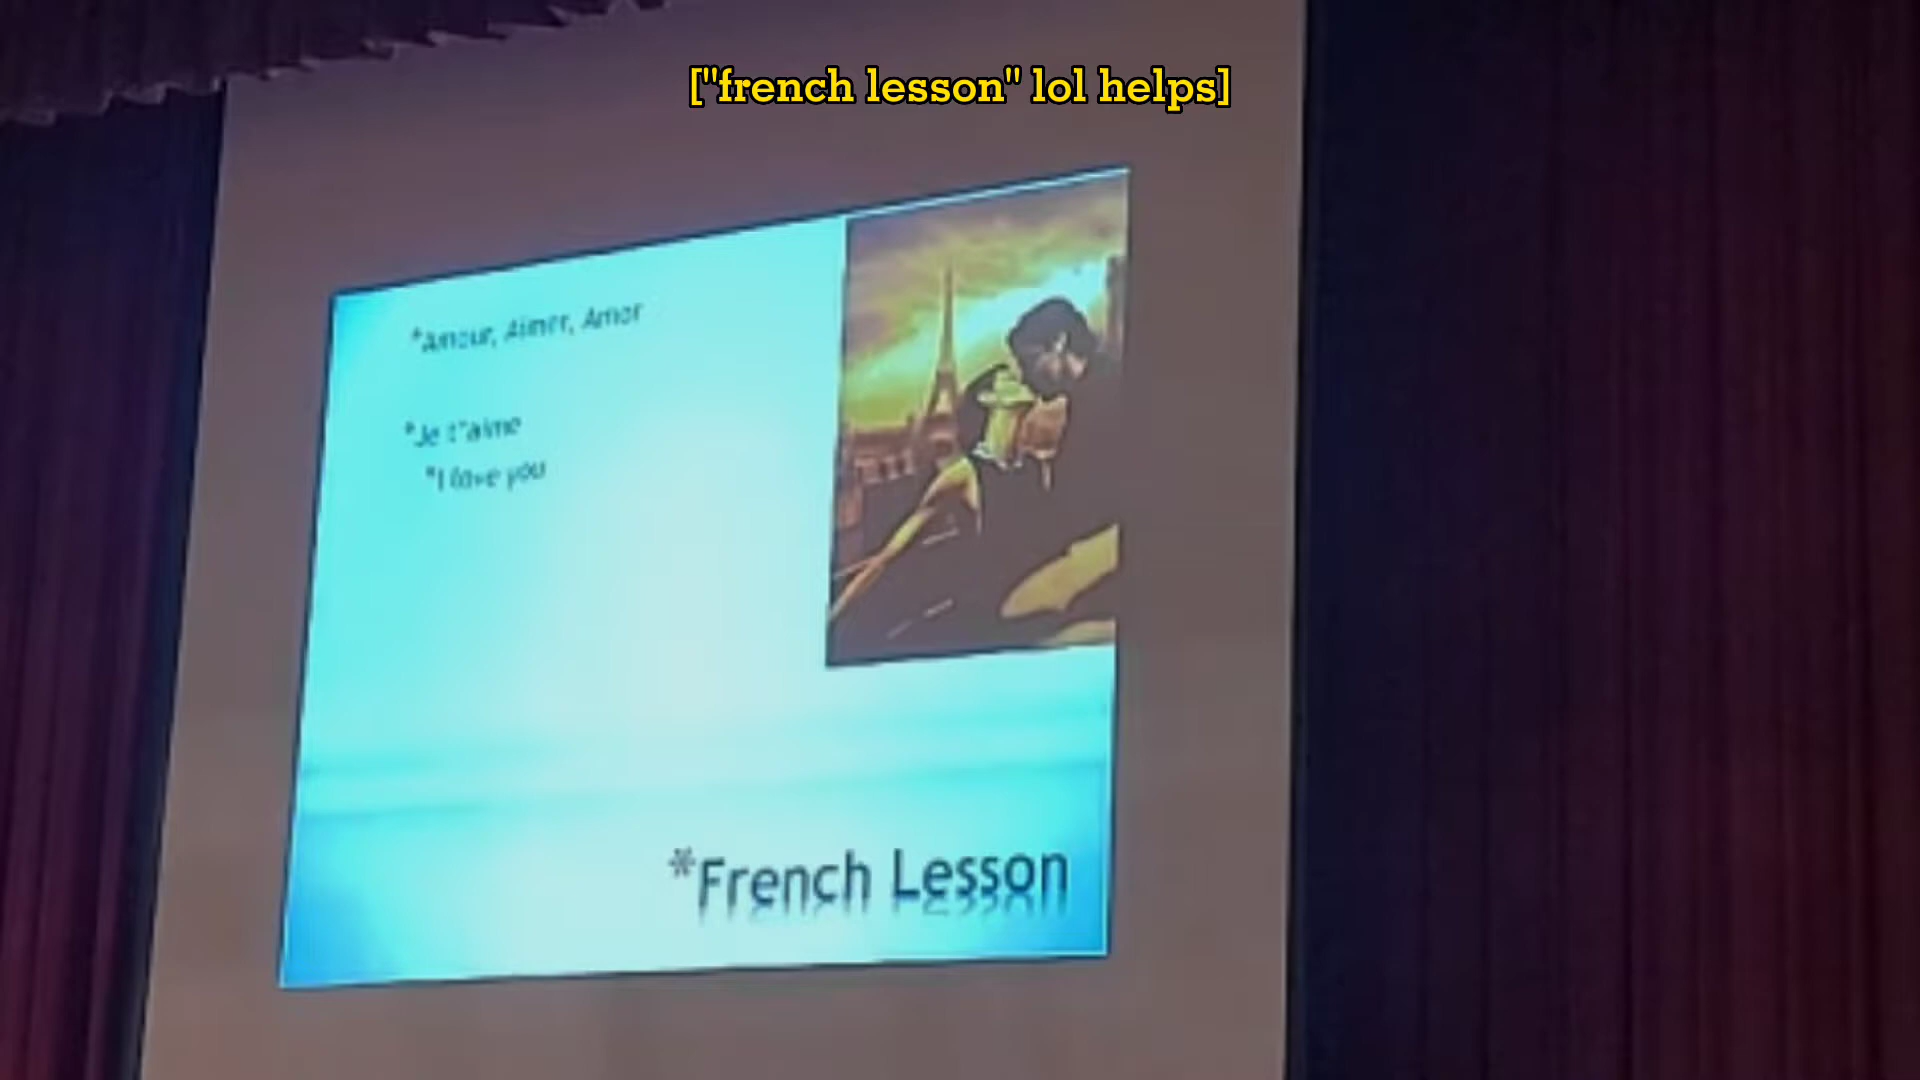 ["french lesson" lol helps]
*Amour, Aimer, Amor
*Je t'aime
*I love you
*French Lesson